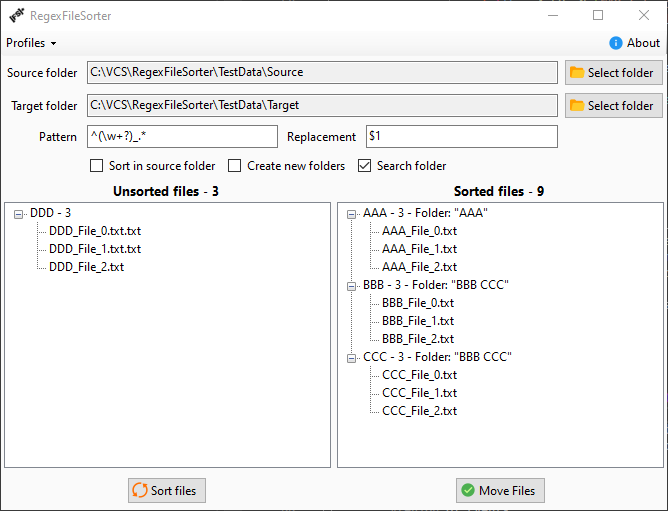 RegexFileSorter
Profiles
About
Source folder C:\VCS\RegexFileSorter\TestData\Source Select folder
Target folder C:\VCS\RegexFileSorter\TestData\Target Select folder
Pattern ^(\w+?)_.* Replacement $1
Sort in source folder Create new folders Search folder
Unsorted files - 3
DDD - 3
DDD_File_0.txt.txt
DDD_File_1.txt.txt
DDD_File_2.txt
Sorted files - 9
AAA - 3 - Folder: "AAA"
AAA_File_0.txt
AAA_File_1.txt
AAA_File_2.txt
BBB - 3 - Folder: "BBB CCC"
BBB_File_0.txt
BBB_File_1.txt
BBB_File_2.txt
CCC - 3 - Folder: "BBB CCC"
CCC_File_0.txt
CCC_File_1.txt
CCC_File_2.txt
Sort files
Move Files